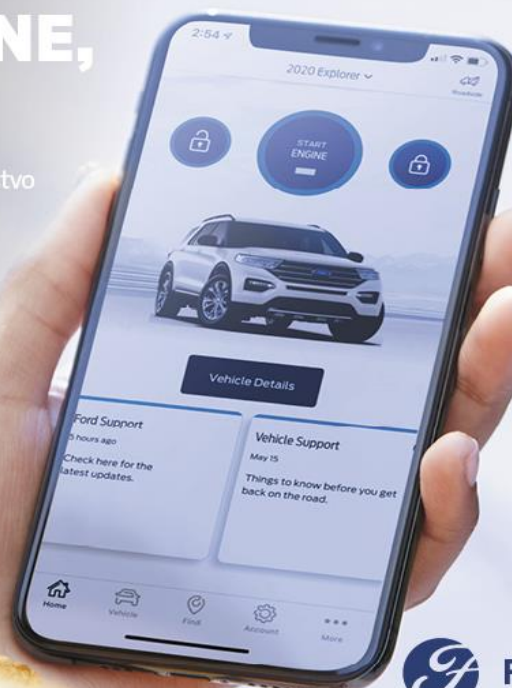 NE,
tvo
2:54
2020 Explorer
Roadside
START
ENGINE
Vehicle Details
Ford Support
5 hours ago
Check here for the
latest updates.
Vehicle Support
May 15
Things to know before you get
back on the road.
Home
Vehicle
Find
Account
More
F